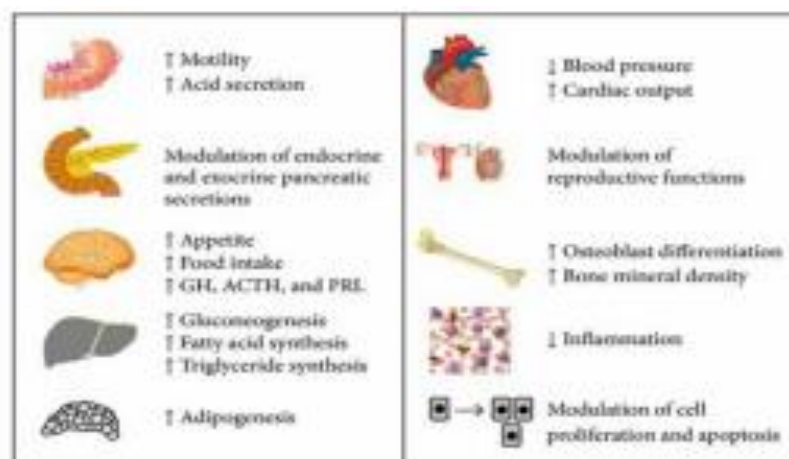 ↑ Motility
↑ Acid secretion
Modulation of endocrine
and exocrine pancreatic
secretions
↑ Appetite
↑ Food intake
↑ GH, ACTH, and PRL
↑ Gluconeogenesis
↑ Fatty acid synthesis
↑ Triglyceride synthesis
↑ Adipogenesis
↓ Blood pressure
↑ Cardiac output
Modulation of
reproductive functions
↑ Osteoblast differentiation
↑ Bone mineral density
↓ Inflammation
Modulation of cell
proliferation and apoptosis